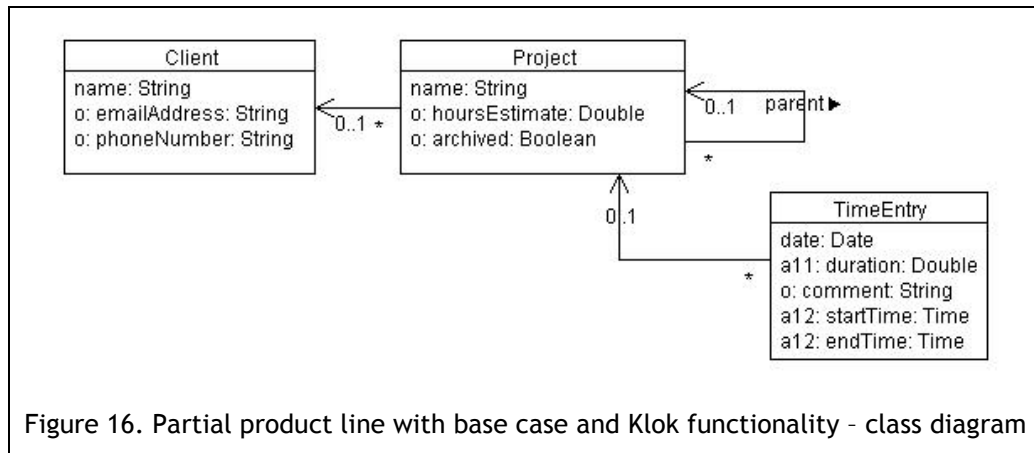 Client
name: String
o: emailAddress: String
o: phoneNumber: String
0..1 *
Project
name: String
o: hoursEstimate: Double
o: archived: Boolean
0..1
parent ►
*
0..1
*
TimeEntry
date: Date
a11: duration: Double
o: comment: String
a12: startTime: Time
a12: endTime: Time
Figure 16. Partial product line with base case and Klok functionality – class diagram